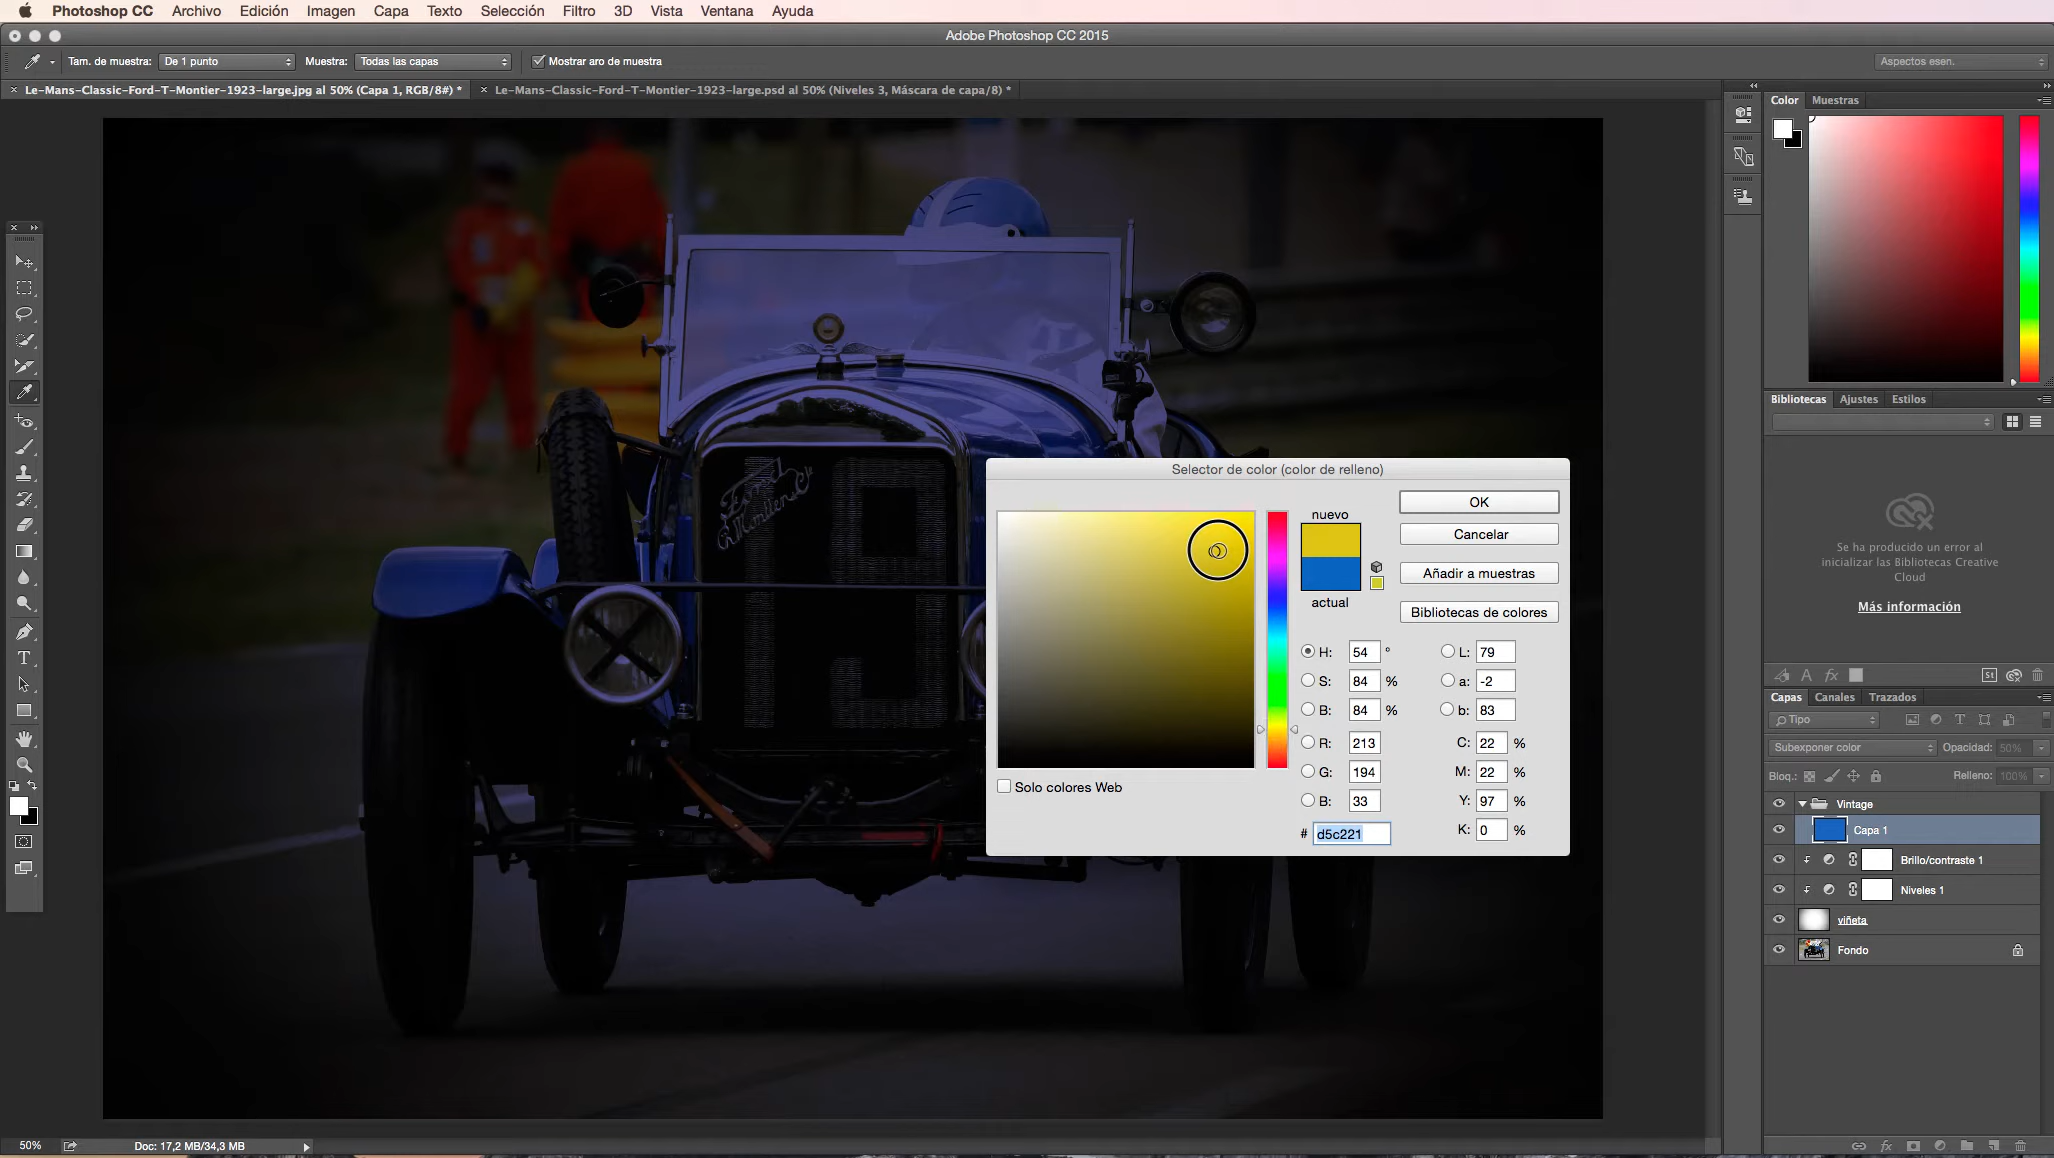 Photoshop CC Archivo Edición Imagen Capa Texto Selección Filtro 3D Vista Ventana Ayuda
Adobe Photoshop CC 2015
Tam. de muestra: De 1 punto Muestra: Todas las capas Mostrar aro de muestra Aspectos esen.
Le-Mans-Classic-Ford-T-Montier-1923-large.jpg al 50% (Capa 1, RGB/8#) * Le-Mans-Classic-Ford-T-Montier-1923-large.psd al 50% (Niveles 3, Máscara de capa/8) *
Color Muestras
Bibliotecas Ajustes Estilos
Se ha producido un error al
inicializar las Bibliotecas Creative
Cloud
Más información
Capas Canales Trazados
Tipo
Subexponer color Opacidad: 50%
Bloq.: Relleno: 100%
Vintage
Capa 1
Brillo/contraste 1
Niveles 1
viñeta
Fondo
Selector de color (color de relleno)
nuevo
actual
OK
Cancelar
Añadir a muestras
Bibliotecas de colores
H: 54 ° L: 79
S: 84 % a: -2
B: 84 % b: 83
R: 213 C: 22 %
G: 194 M: 22 %
B: 33 Y: 97 %
# d5c221 K: 0 %
Solo colores Web
Ford
Montier
19
50% Doc: 17,2 MB/34,3 MB